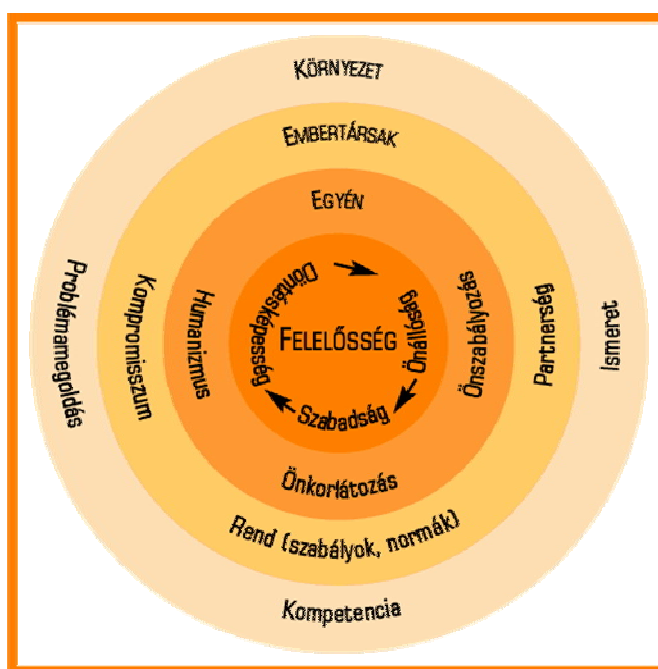 KÖRNYEZET
EMBERTÁRSAK
EGYÉN
Döntésképesség
Önállóság
Szabadság
FELELŐSSÉG
Humanizmus
Önszabályozás
Önkorlátozás
Kompromisszum
Partnerség
Rend (szabályok, normák)
Problémamegoldás
Ismeret
Kompetencia